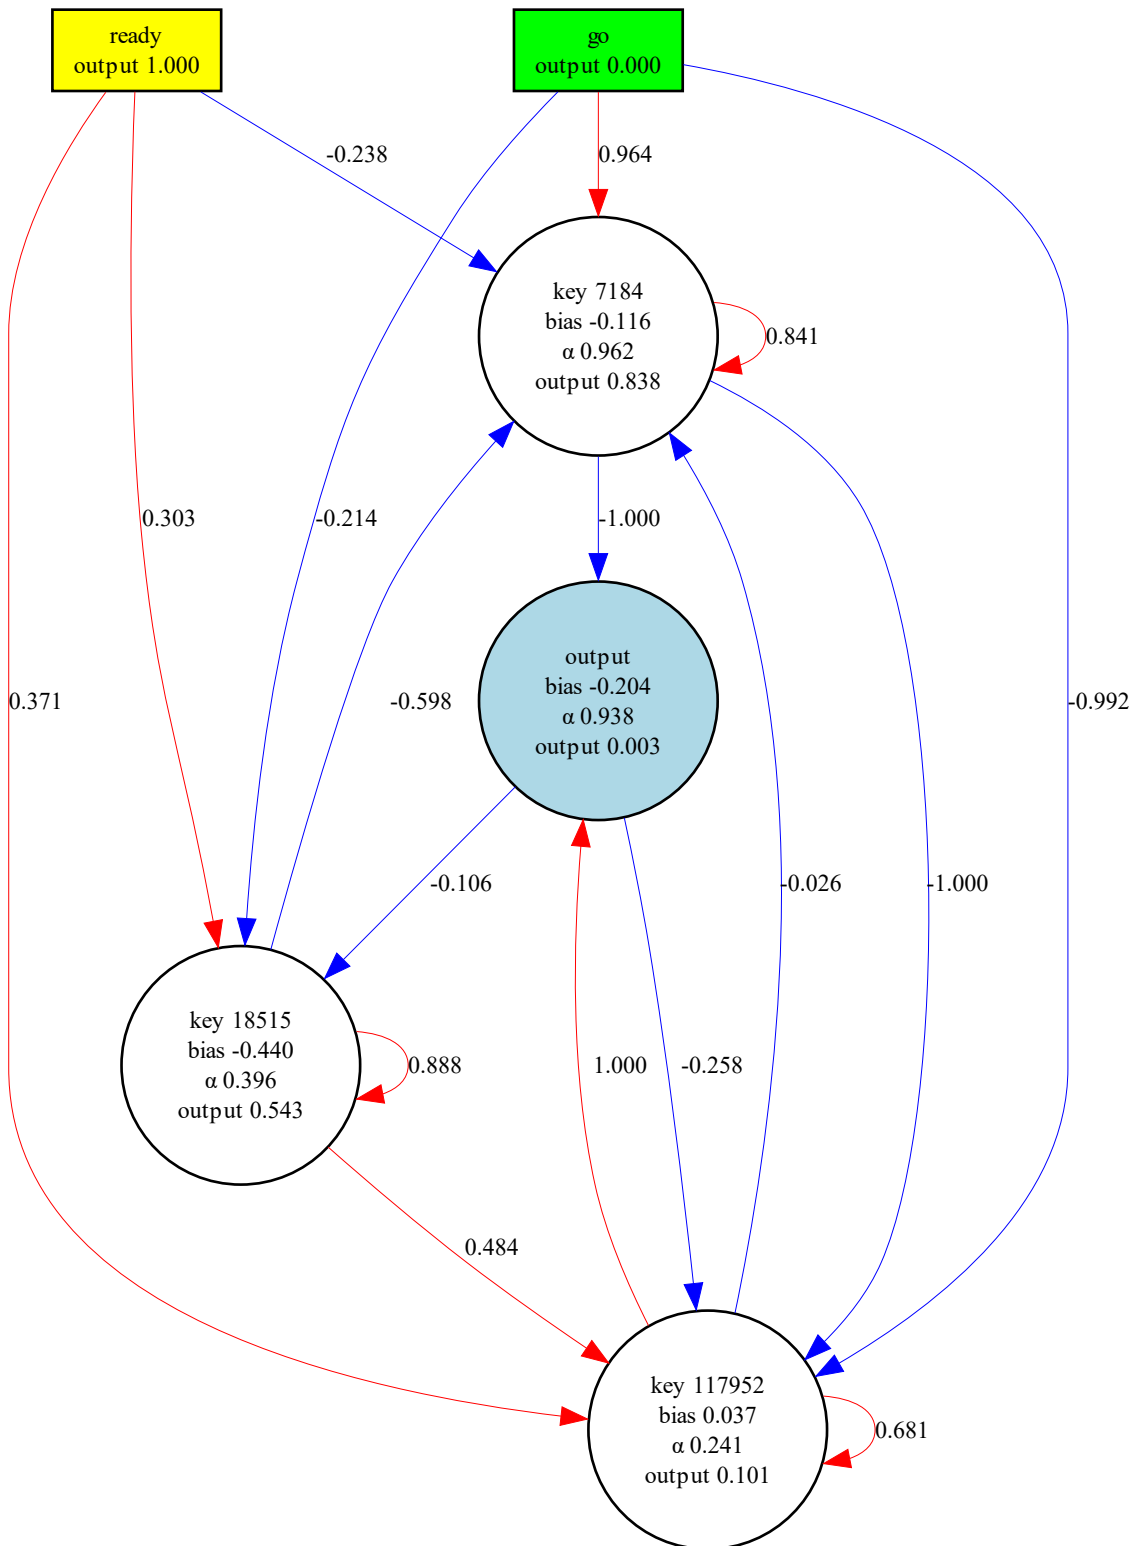 ready
output 1.000
go
output 0.000
-0.238
0.964
key 7184
bias -0.116
α 0.962
output 0.838
0.841
0.303
-0.214
-1.000
output
bias -0.204
α 0.938
output 0.003
0.371
-0.598
-0.992
-0.106
-0.026
-1.000
key 18515
bias -0.440
α 0.396
output 0.543
0.888
1.000
-0.258
0.484
key 117952
bias 0.037
α 0.241
output 0.101
0.681